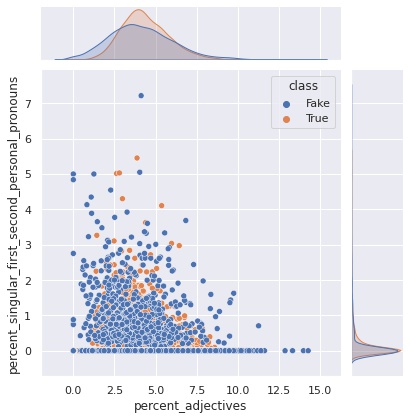 class
Fake
True
percent_singular_first_second_personal_pronouns
7
6
5
4
3
2
1
0
0.0 2.5 5.0 7.5 10.0 12.5 15.0
percent_adjectives